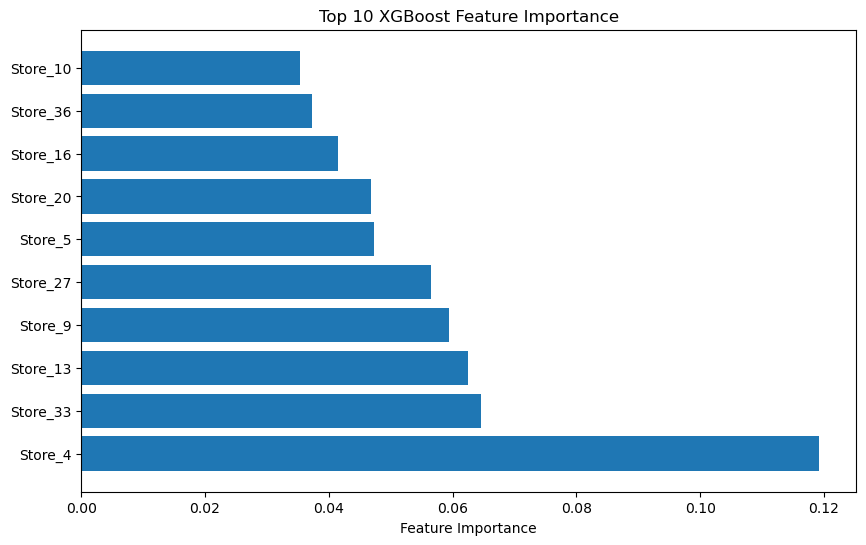 Top 10 XGBoost Feature Importance
Store_10
Store_36
Store_16
Store_20
Store_5
Store_27
Store_9
Store_13
Store_33
Store_4
0.00 0.02 0.04 0.06 0.08 0.10 0.12
Feature Importance